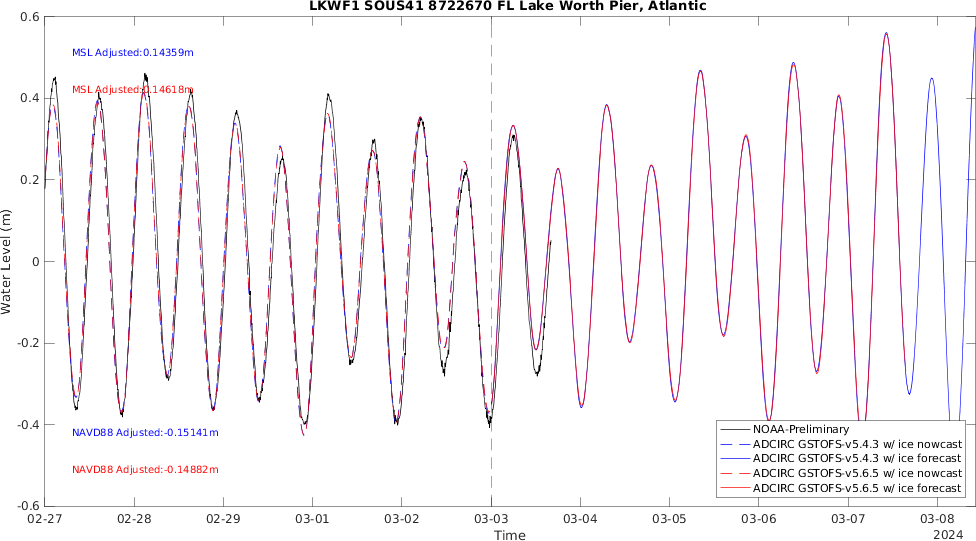 LKWF1 SOUS41 8722670 FL Lake Worth Pier, Atlantic
0.6
MSL Adjusted:0.14359m
MSL Adjusted:0.14618m
0.4
0.2
0
-0.2
-0.4
-0.6
Water Level (m)
NAVD88 Adjusted:-0.15141m
NAVD88 Adjusted:-0.14882m
NOAA-Preliminary
ADCIRC GSTOFS-v5.4.3 w/ ice nowcast
ADCIRC GSTOFS-v5.4.3 w/ ice forecast
ADCIRC GSTOFS-v5.6.5 w/ ice nowcast
ADCIRC GSTOFS-v5.6.5 w/ ice forecast
02-27 02-28 02-29 03-01 03-02 03-03 03-04 03-05 03-06 03-07 03-08
Time
2024